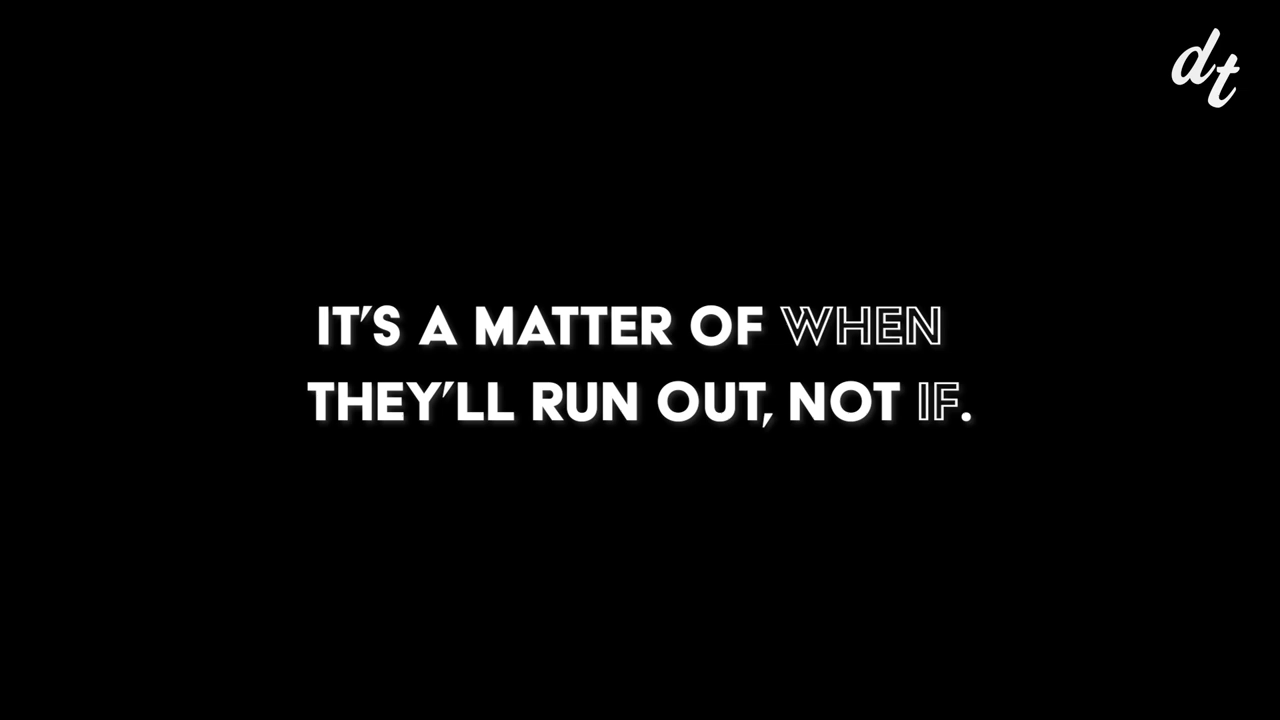 dt
IT'S A MATTER OF WHEN
THEY'LL RUN OUT, NOT IF.